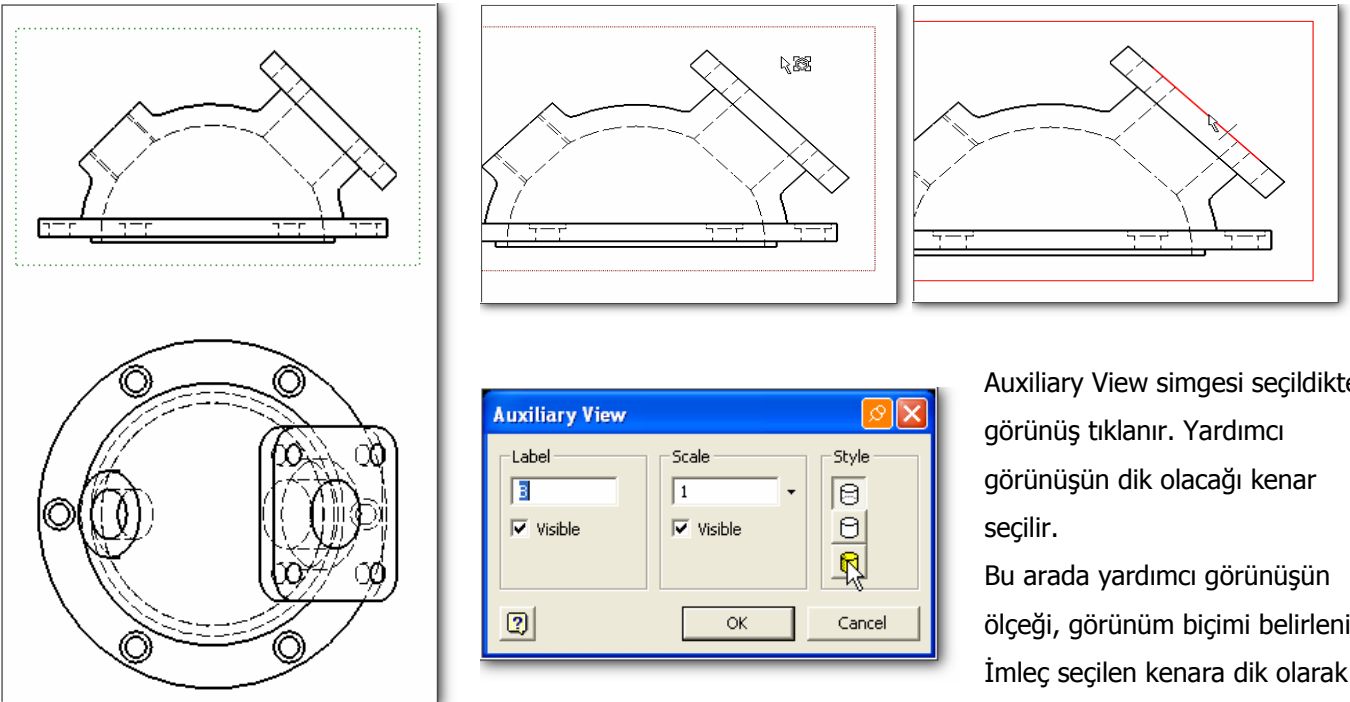 Auxiliary View
Label
Scale
Style
B
1
Visible
Visible
OK
Cancel
Auxiliary View simgesi seçildikte
görünüş tıklanır. Yardımcı
görünüşün dik olacağı kenar
seçilir.
Bu arada yardımcı görünüşün
ölçeği, görünüm biçimi belirleni
İmleç seçilen kenara dik olarak